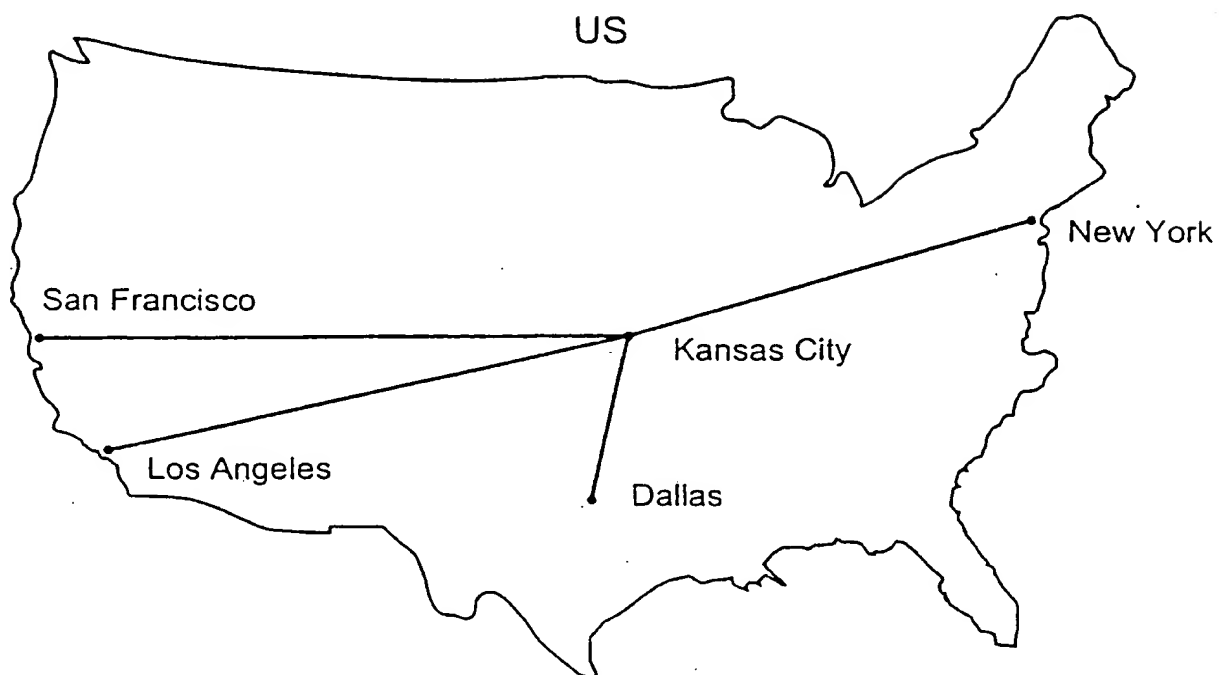 US
New York
San Francisco
Kansas City
Los Angeles
Dallas